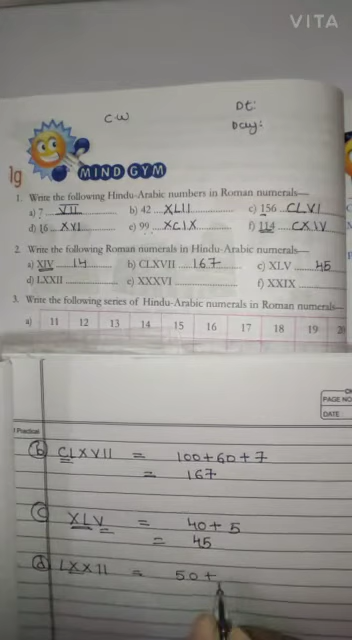 VITA
CW
Dt:
Day:
1g
MIND GYM
1. Write the following Hindu-Arabic numbers in Roman numerals—
a) 7 VII b) 42 XLII c) 156 CLVI
d) 16 XVI e) 99 XCIX f) 114 CXIV
2. Write the following Roman numerals in Hindu-Arabic numerals—
a) XIV 14 b) CLXVII 167 c) XLV 45
d) LXXII e) XXXVI f) XXIX
3. Write the following series of Hindu-Arabic numerals in Roman numerals—
a) 11 12 13 14 15 16 17 18 19 20
PAGE NO
DATE
Practical
(b) CLXVII = 100+60+7
= 167
(c) XLV = 40+5
= 45
(d) LXXII = 50+